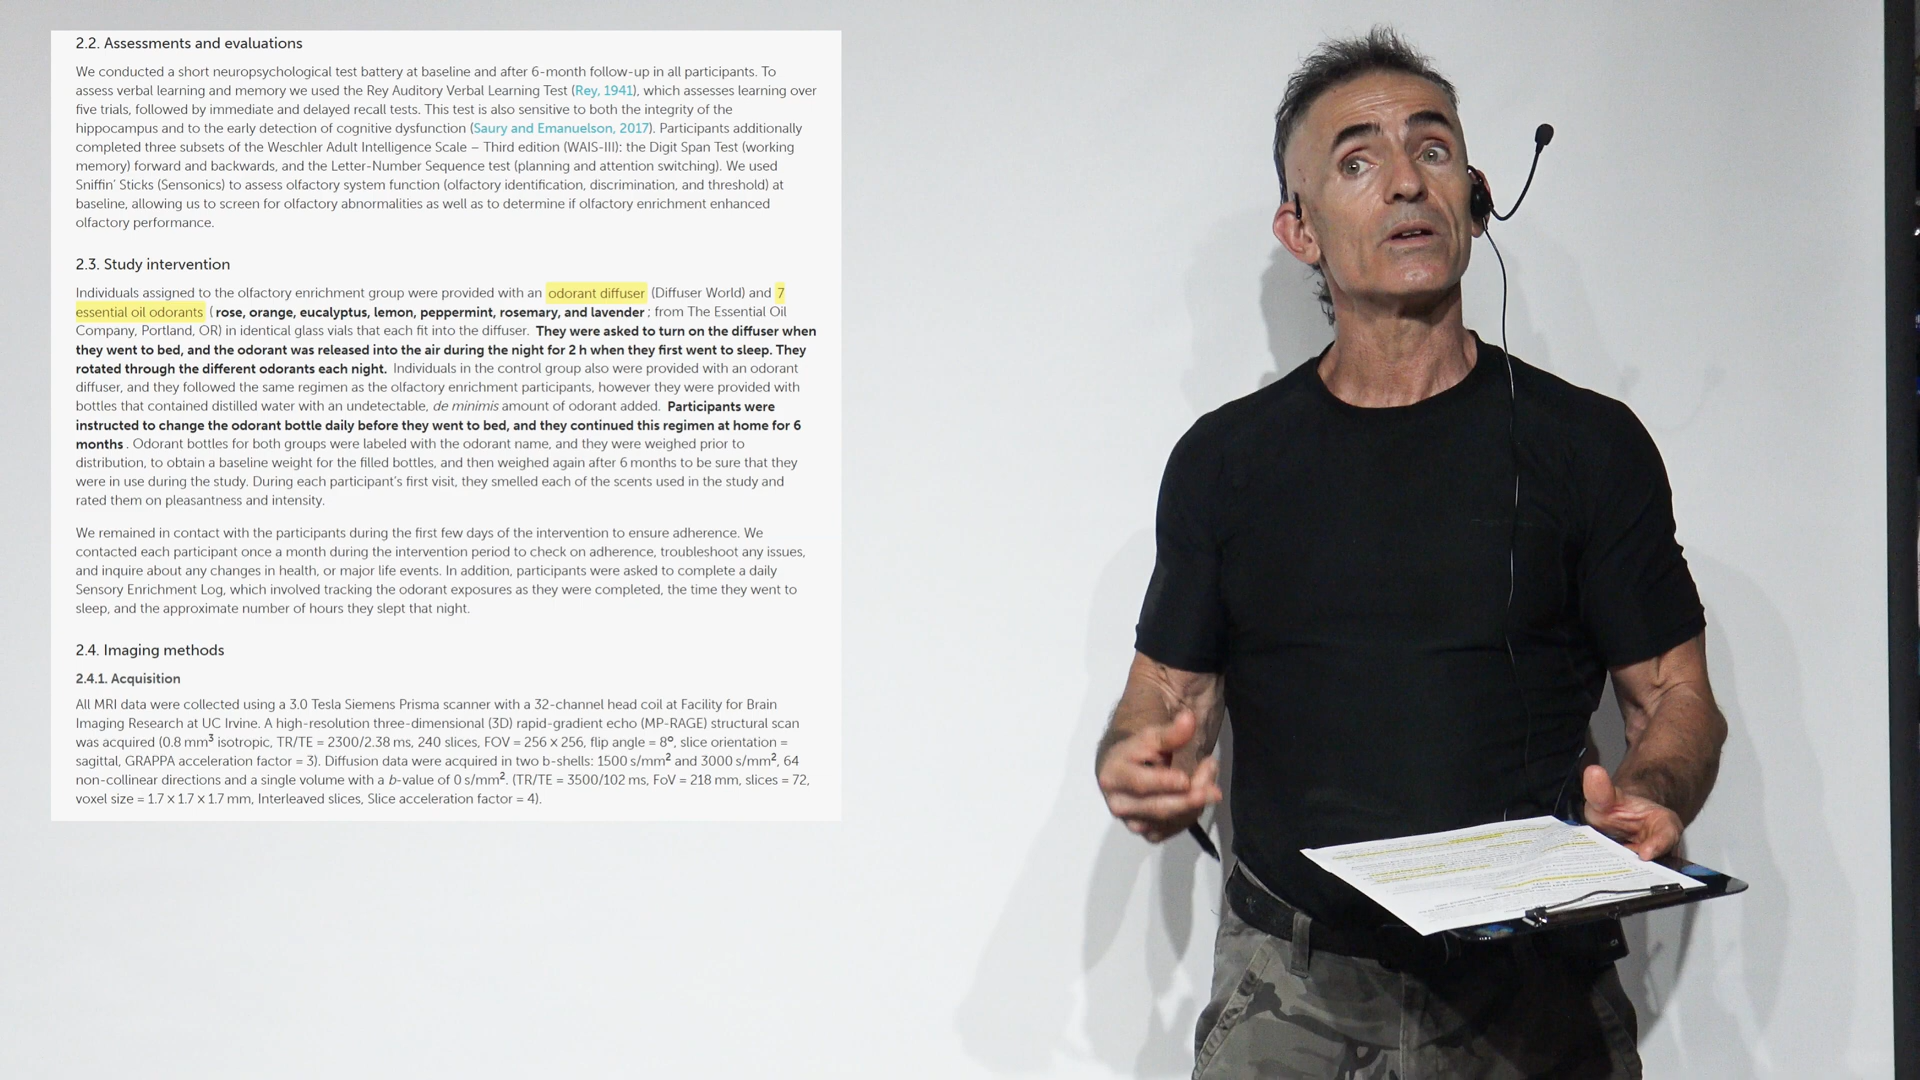 2.2. Assessments and evaluations
We conducted a short neuropsychological test battery at baseline and after 6-month follow-up in all participants. To
assess verbal learning and memory we used the Rey Auditory Verbal Learning Test (Rey, 1941), which assesses learning over
five trials, followed by immediate and delayed recall tests. This test is also sensitive to both the integrity of the
hippocampus and to the early detection of cognitive dysfunction (Saury and Emanuelson, 2017). Participants additionally
completed three subsets of the Weschler Adult Intelligence Scale – Third edition (WAIS-III): the Digit Span Test (working
memory) forward and backwards, and the Letter-Number Sequence test (planning and attention switching). We used
Sniffin' Sticks (Sensonics) to assess olfactory system function (olfactory identification, discrimination, and threshold) at
baseline, allowing us to screen for olfactory abnormalities as well as to determine if olfactory enrichment enhanced
olfactory performance.
2.3. Study intervention
Individuals assigned to the olfactory enrichment group were provided with an odorant diffuser (Diffuser World) and 7
essential oil odorants (rose, orange, eucalyptus, lemon, peppermint, rosemary, and lavender; from The Essential Oil
Company, Portland, OR) in identical glass vials that each fit into the diffuser. They were asked to turn on the diffuser when
they went to bed, and the odorant was released into the air during the night for 2 h when they first went to sleep. They
rotated through the different odorants each night. Individuals in the control group also were provided with an odorant
diffuser, and they followed the same regimen as the olfactory enrichment participants, however they were provided with
bottles that contained distilled water with an undetectable, de minimis amount of odorant added. Participants were
instructed to change the odorant bottle daily before they went to bed, and they continued this regimen at home for 6
months. Odorant bottles for both groups were labeled with the odorant name, and they were weighed prior to
distribution, to obtain a baseline weight for the filled bottles, and then weighed again after 6 months to be sure that they
were in use during the study. During each participant's first visit, they smelled each of the scents used in the study and
rated them on pleasantness and intensity.
We remained in contact with the participants during the first few days of the intervention to ensure adherence. We
contacted each participant once a month during the intervention period to check on adherence, troubleshoot any issues,
and inquire about any changes in health, or major life events. In addition, participants were asked to complete a daily
Sensory Enrichment Log, which involved tracking the odorant exposures as they were completed, the time they went to
sleep, and the approximate number of hours they slept that night.
2.4. Imaging methods
2.4.1. Acquisition
All MRI data were collected using a 3.0 Tesla Siemens Prisma scanner with a 32-channel head coil at Facility for Brain
Imaging Research at UC Irvine. A high-resolution three-dimensional (3D) rapid-gradient echo (MP-RAGE) structural scan
was acquired (0.8 mm³ isotropic, TR/TE = 2300/2.38 ms, 240 slices, FOV = 256 x 256, flip angle = 8°, slice orientation =
sagittal, GRAPPA acceleration factor = 3). Diffusion data were acquired in two b-shells: 1500 s/mm² and 3000 s/mm², 64
non-collinear directions and a single volume with a b-value of 0 s/mm². (TR/TE = 3500/102 ms, FoV = 218 mm, slices = 72,
voxel size = 1.7 x 1.7 x 1.7 mm, Interleaved slices, Slice acceleration factor = 4).